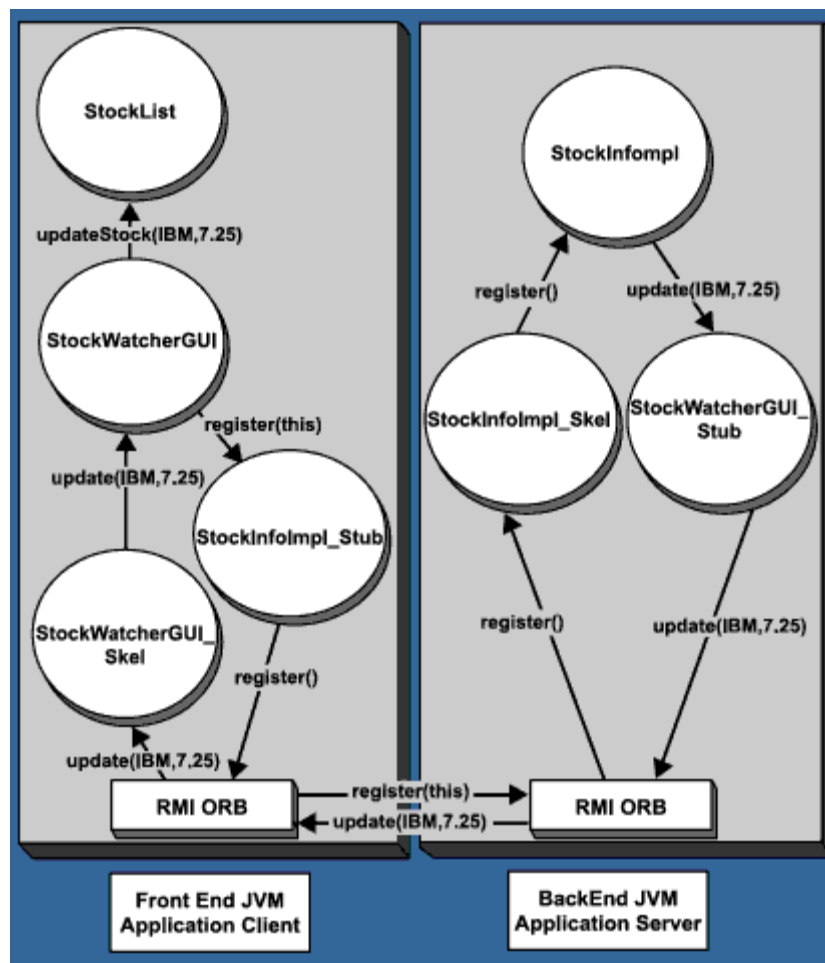 StockList
updateStock(IBM,7.25)
StockWatcherGUI
register(this)
update(IBM,7.25)
StockInfoImpl_Stub
StockWatcherGUI_
Skel
register()
update(IBM,7.25)
RMI ORB
register(this)
update(IBM,7.25)
Front End JVM
Application Client
StockInfompl
register()
update(IBM,7.25)
StockInfoImpl_Skel
StockWatcherGUI_
Stub
register()
update(IBM,7.25)
RMI ORB
BackEnd JVM
Application Server